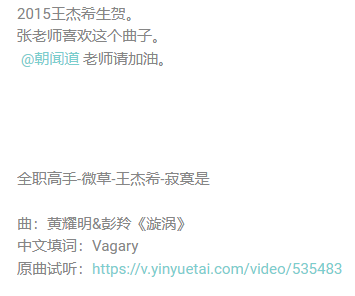 2015王杰希生贺。
张老师喜欢这个曲子。
@朝闻道 老师请加油。
全职高手-微草-王杰希-寂寞是
曲：黄耀明&彭羚《漩涡》
中文填词：Vagary
原曲试听：https://v.yinyuetai.com/video/535483